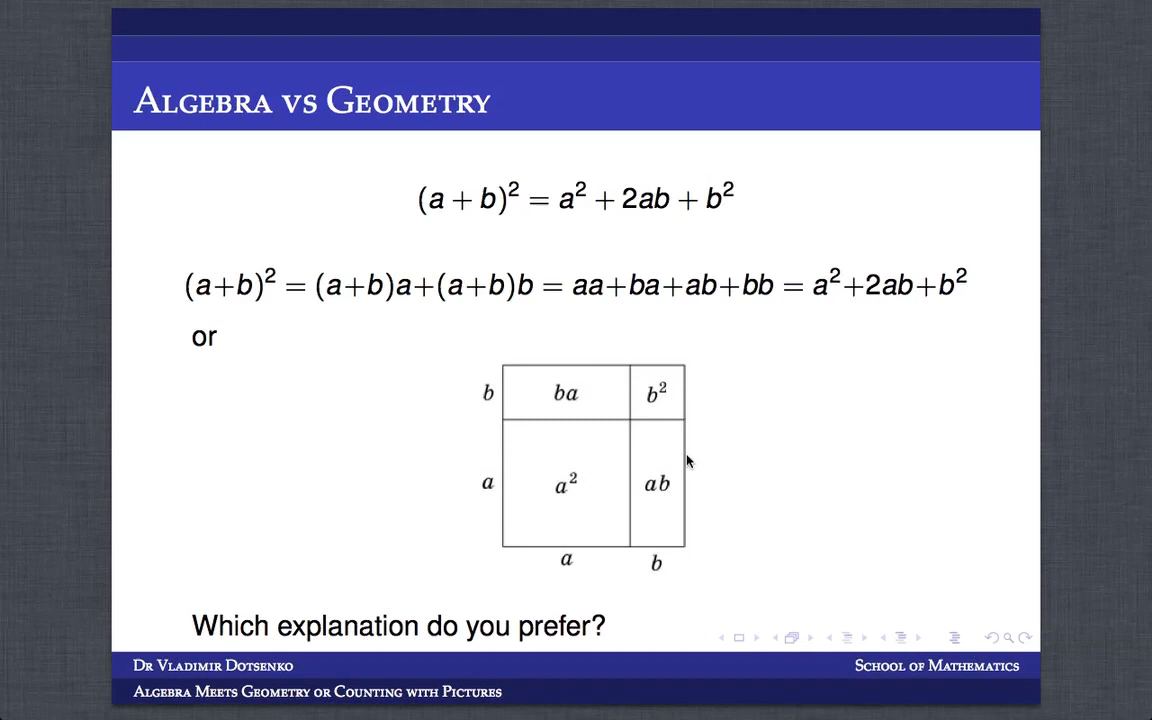 Algebra vs Geometry
(a + b)² = a² + 2ab + b²
(a+b)² = (a+b)a+(a+b)b = aa+ba+ab+bb = a²+2ab+b²
or
b ba b²
a a² ab
a b
Which explanation do you prefer?
Dr Vladimir Dotsenko School of Mathematics
Algebra Meets Geometry or Counting with Pictures